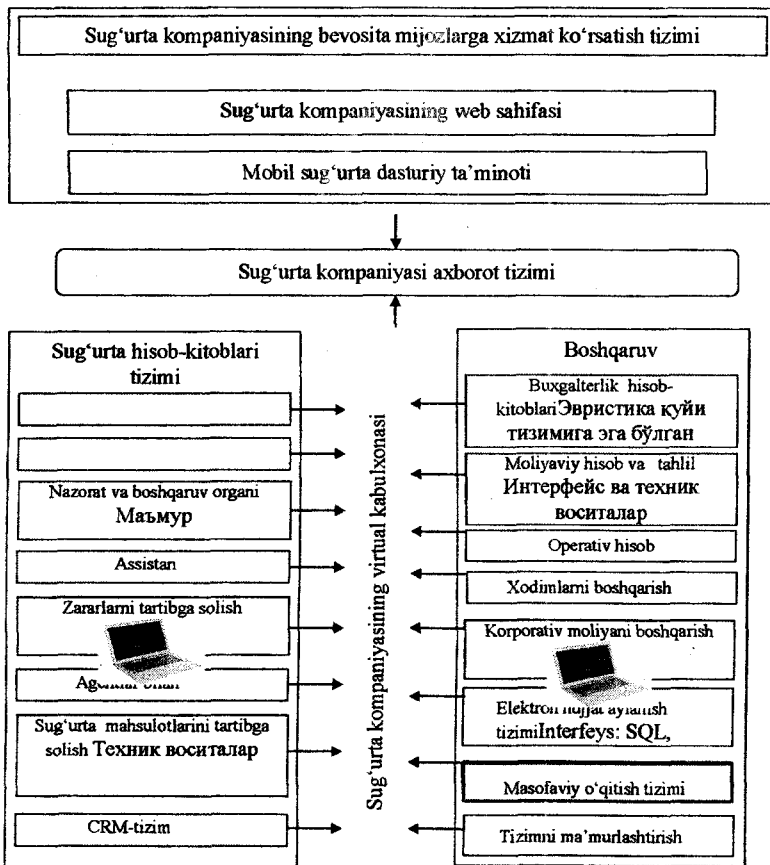 Sug‘urta kompaniyasining bevosita mijozlarga xizmat ko‘rsatish tizimi
Sug‘urta kompaniyasining web sahifasi
Mobil sug‘urta dasturiy ta’minoti
Sug‘urta kompaniyasi axborot tizimi
Sug‘urta hisob-kitoblari
tizimi
Nazorat va boshqaruv organi
Маъмур
Assistan
Zararlarni tartibga solish
Sug‘urta mahsulotlarini tartibga
solish Техник воситалар
CRM-tizim
Sug‘urta kompaniyasining virtual kabulxonasi
Boshqaruv
Buxgalterlik hisob-
kitoblariЭвристика қуйи
тизимига эга бўлган
Moliyaviy hisob va tahlil
Интерфейс ва техник
воситалар
Operativ hisob
Xodimlarni boshqarish
Korporativ moliyani boshqarish
Elektron hujjat aylanish
tizimiInterfeys: SQL,
Masofaviy o‘qitish tizimi
Tizimni ma’murlashtirish